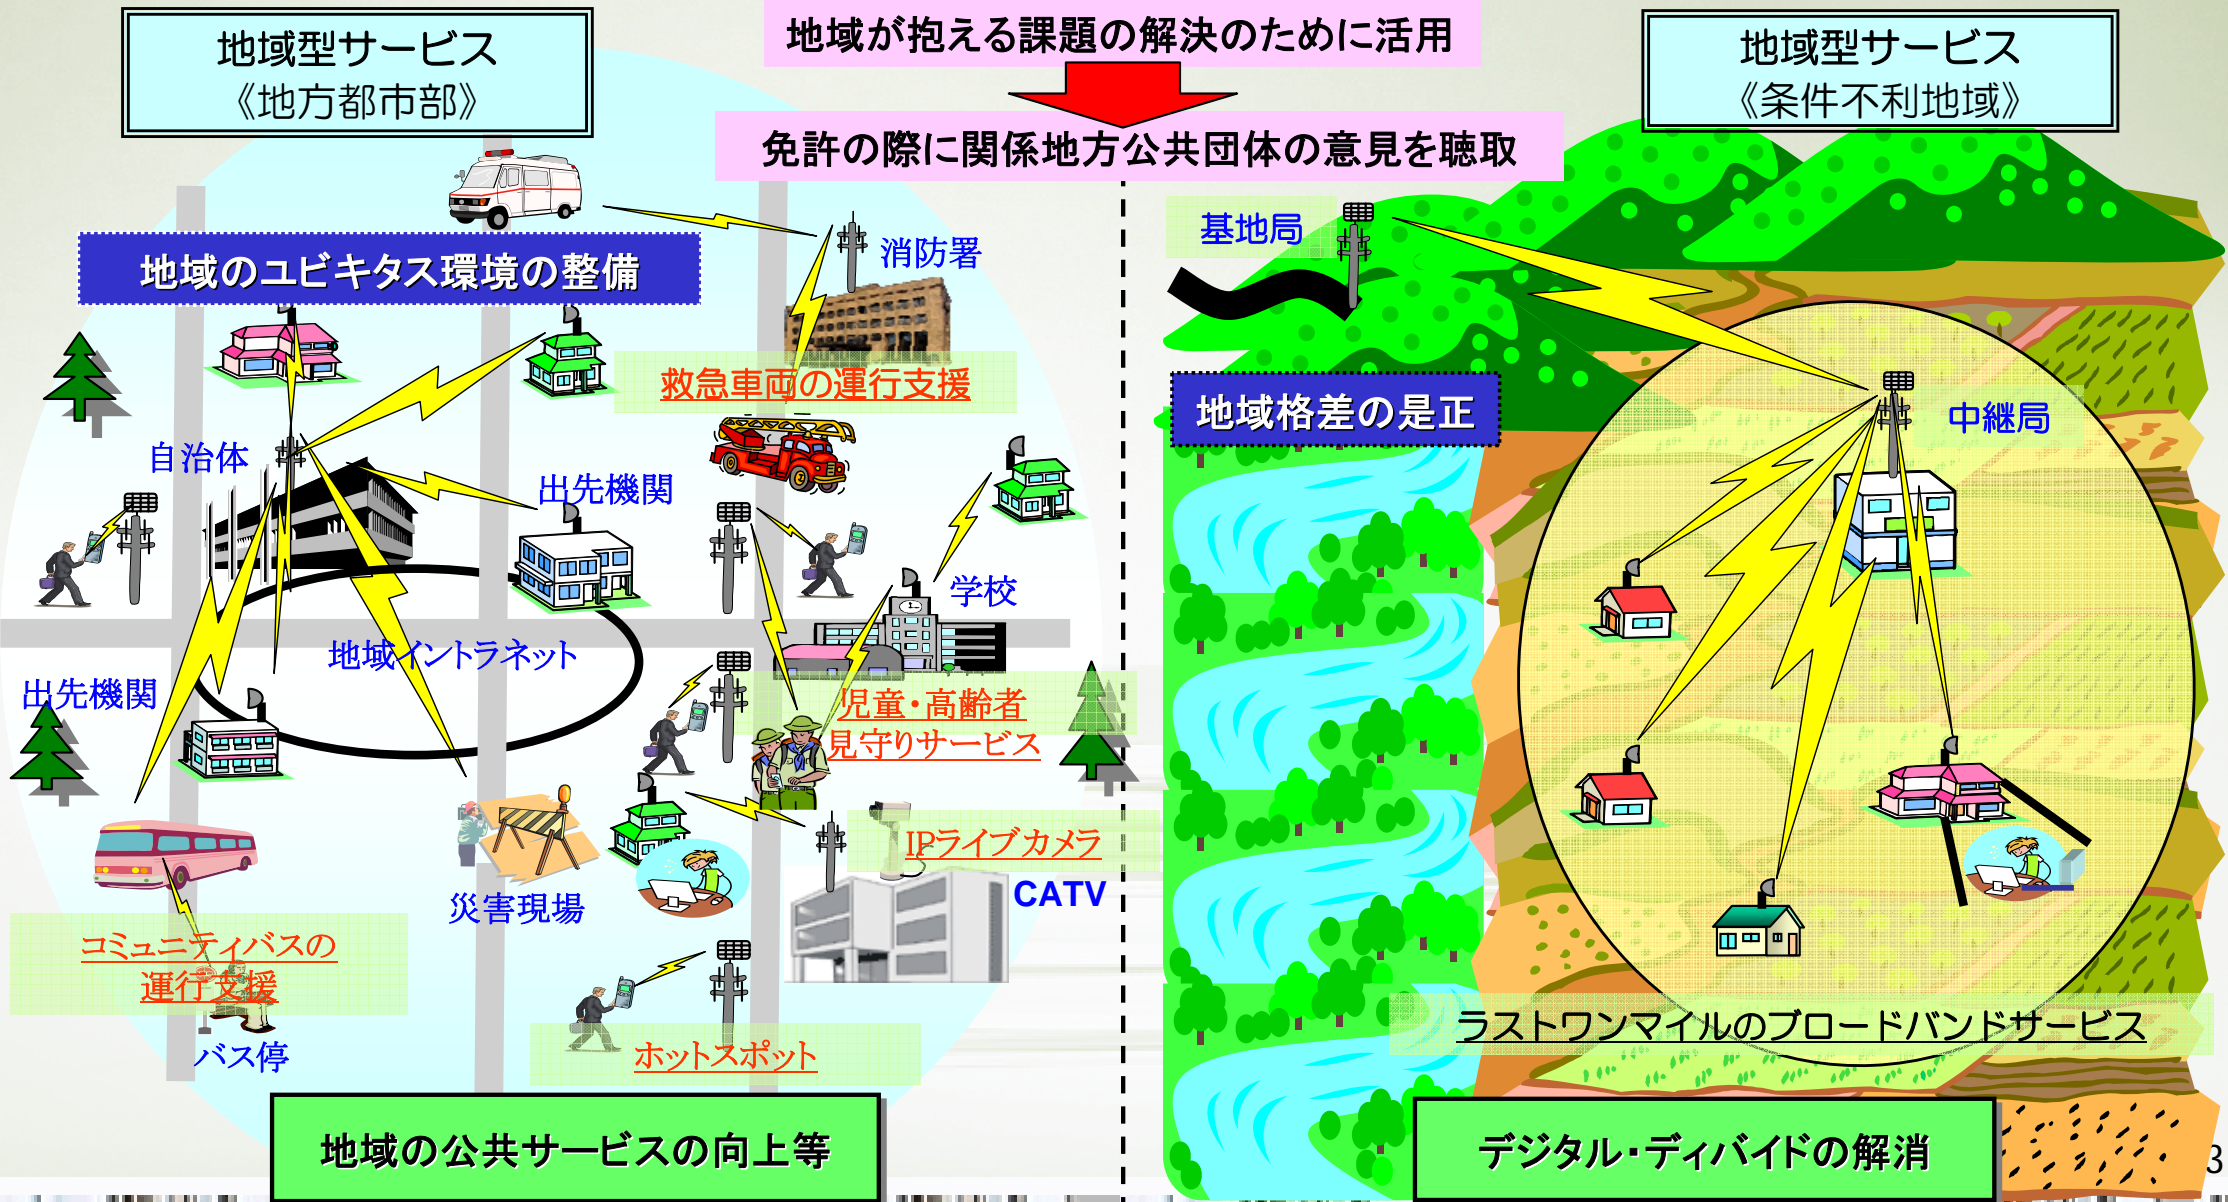 地域が抱える課題の解決のために活用
免許の際に関係地方公共団体の意見を聴取
地域型サービス
《地方都市部》
地域のユビキタス環境の整備
消防署
救急車両の運行支援
自治体
出先機関
学校
地域イントラネット
出先機関
児童・高齢者
見守りサービス
IPライブカメラ
CATV
災害現場
コミュニティバスの
運行支援
バス停
ホットスポット
地域の公共サービスの向上等
地域型サービス
《条件不利地域》
基地局
地域格差の是正
中継局
ラストワンマイルのブロードバンドサービス
デジタル・ディバイドの解消
3